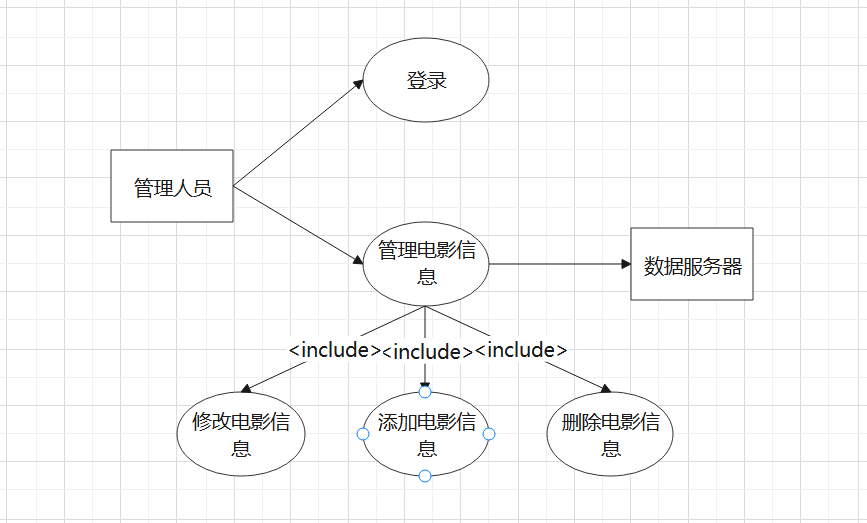 登录
管理人员
管理电影信
息
数据服务器
<include>
<include>
<include>
修改电影信
息
添加电影信
息
删除电影信
息